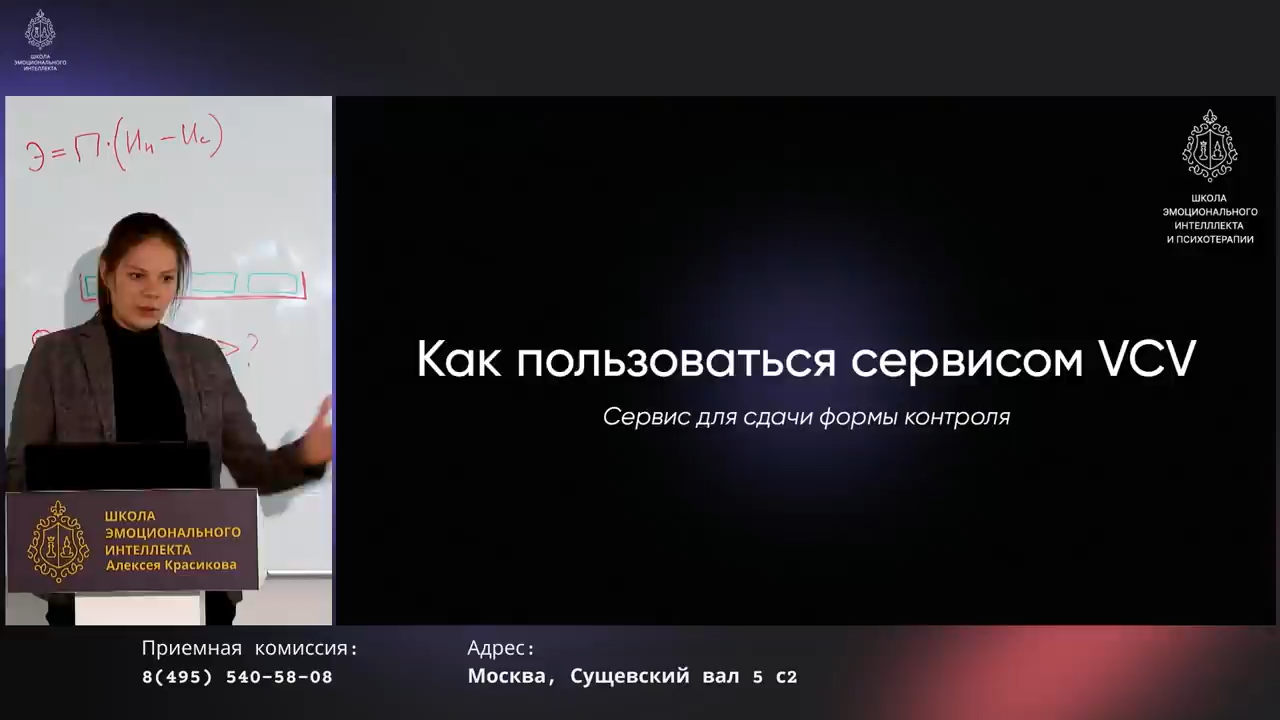 ШКОЛА
ЭМОЦИОНАЛЬНОГО
ИНТЕЛЛЕКТА
Э=П·(Ин-Ис)
?
ШКОЛА
ЭМОЦИОНАЛЬНОГО
ИНТЕЛЛЕКТА
Алексея Красикова
ШКОЛА
ЭМОЦИОНАЛЬНОГО
ИНТЕЛЛЛЕКТА
И ПСИХОТЕРАПИИ
Как пользоваться сервисом VCV
Сервис для сдачи формы контроля
Приемная комиссия:
8(495) 540-58-08
Адрес:
Москва, Сущевский вал 5 с2